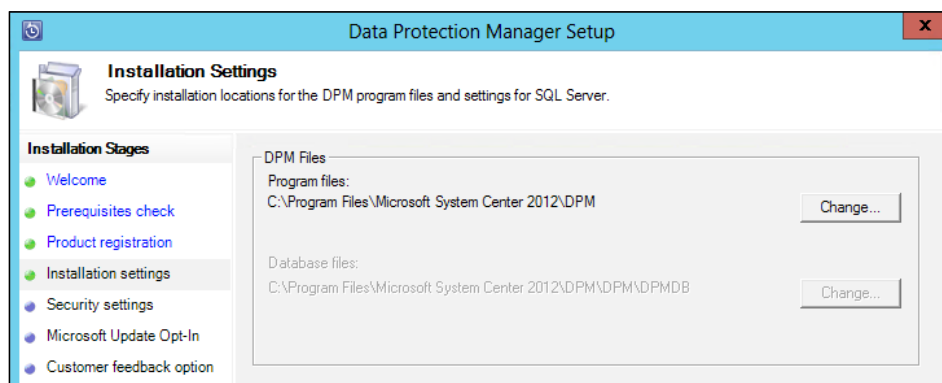 Data Protection Manager Setup
x
Installation Settings
Specify installation locations for the DPM program files and settings for SQL Server.
Installation Stages
Welcome
Prerequisites check
Product registration
Installation settings
Security settings
Microsoft Update Opt-In
Customer feedback option
DPM Files
Program files:
C:\Program Files\Microsoft System Center 2012\DPM
Change...
Database files:
C:\Program Files\Microsoft System Center 2012\DPM\DPM\DPMDB
Change...